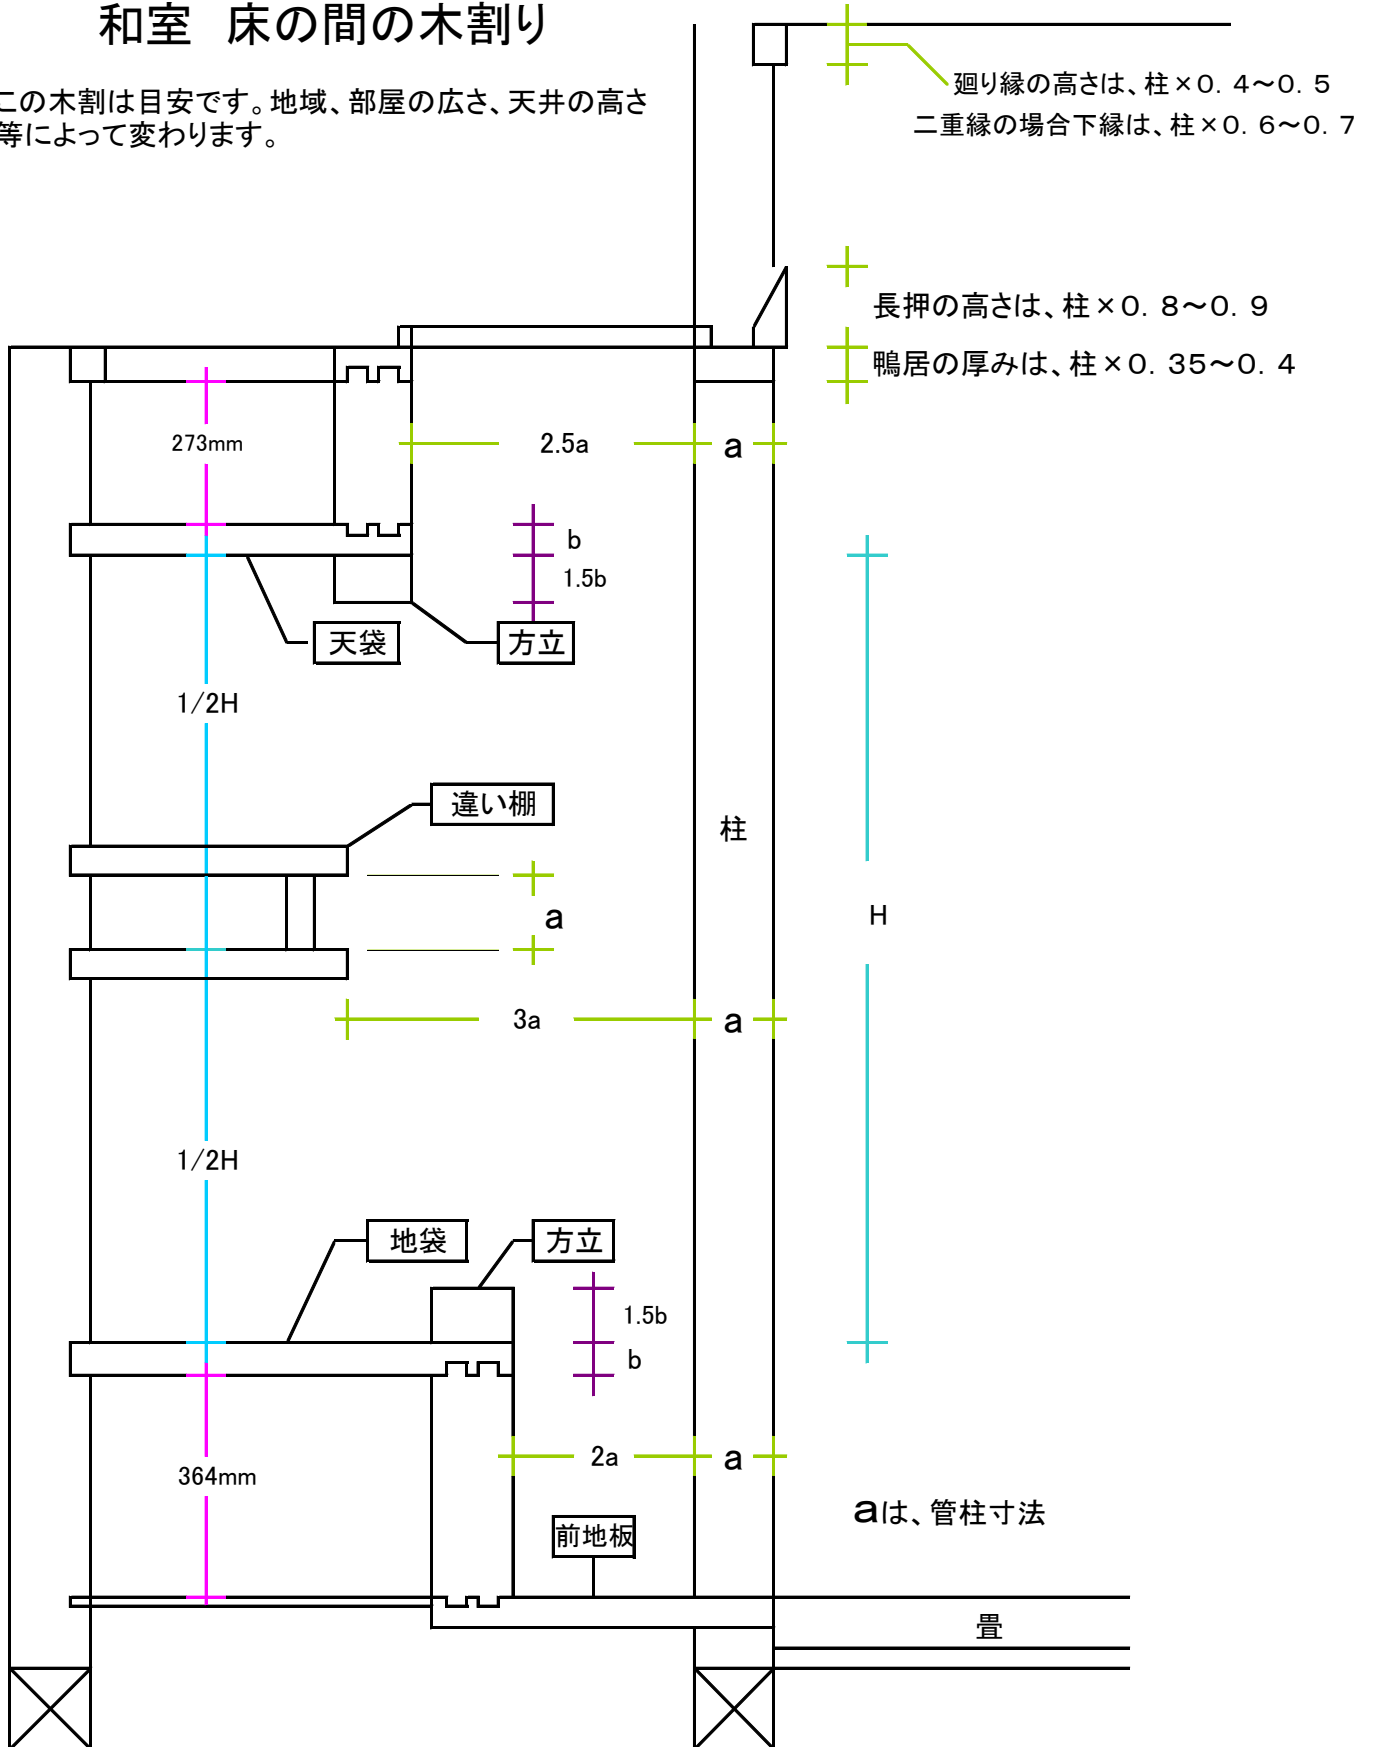 和室 床の間の木割り
この木割は目安です。地域、部屋の広さ、天井の高さ
等によって変わります。
廻り縁の高さは、柱×0.4～0.5
二重縁の場合下縁は、柱×0.6～0.7
長押の高さは、柱×0.8～0.9
鴨居の厚みは、柱×0.35～0.4
273mm
2.5a
a
b
1.5b
天袋
方立
1/2H
違い棚
柱
a
H
3a
a
1/2H
地袋
方立
1.5b
b
2a
a
364mm
aは、管柱寸法
前地板
畳